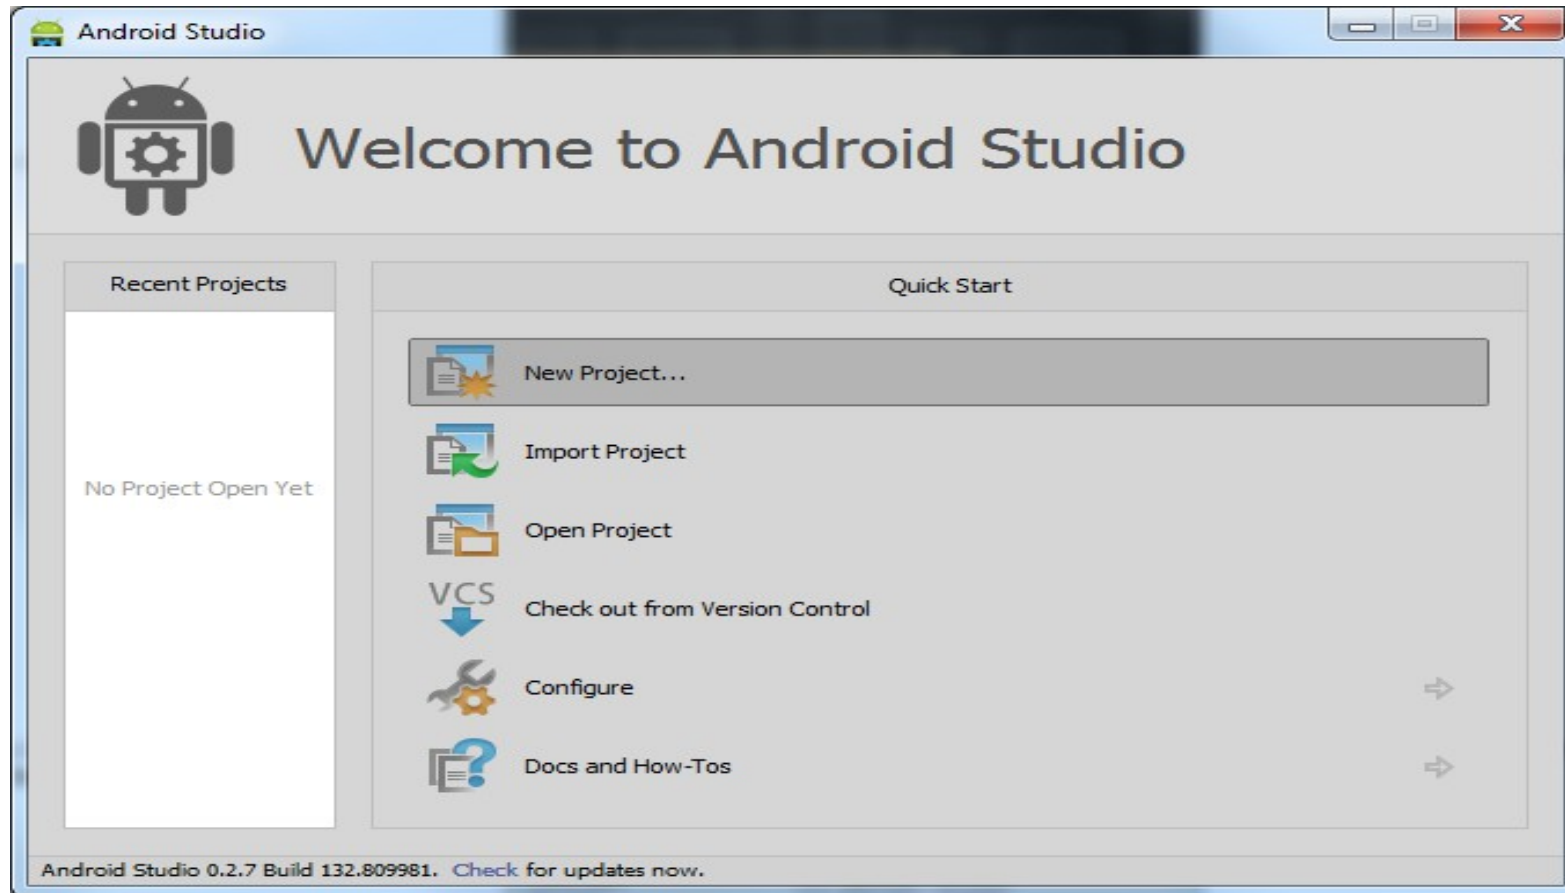 Android Studio
Welcome to Android Studio
Recent Projects
No Project Open Yet
Quick Start
New Project...
Import Project
Open Project
VCS
Check out from Version Control
Configure
Docs and How-Tos
Android Studio 0.2.7 Build 132.809981. Check for updates now.